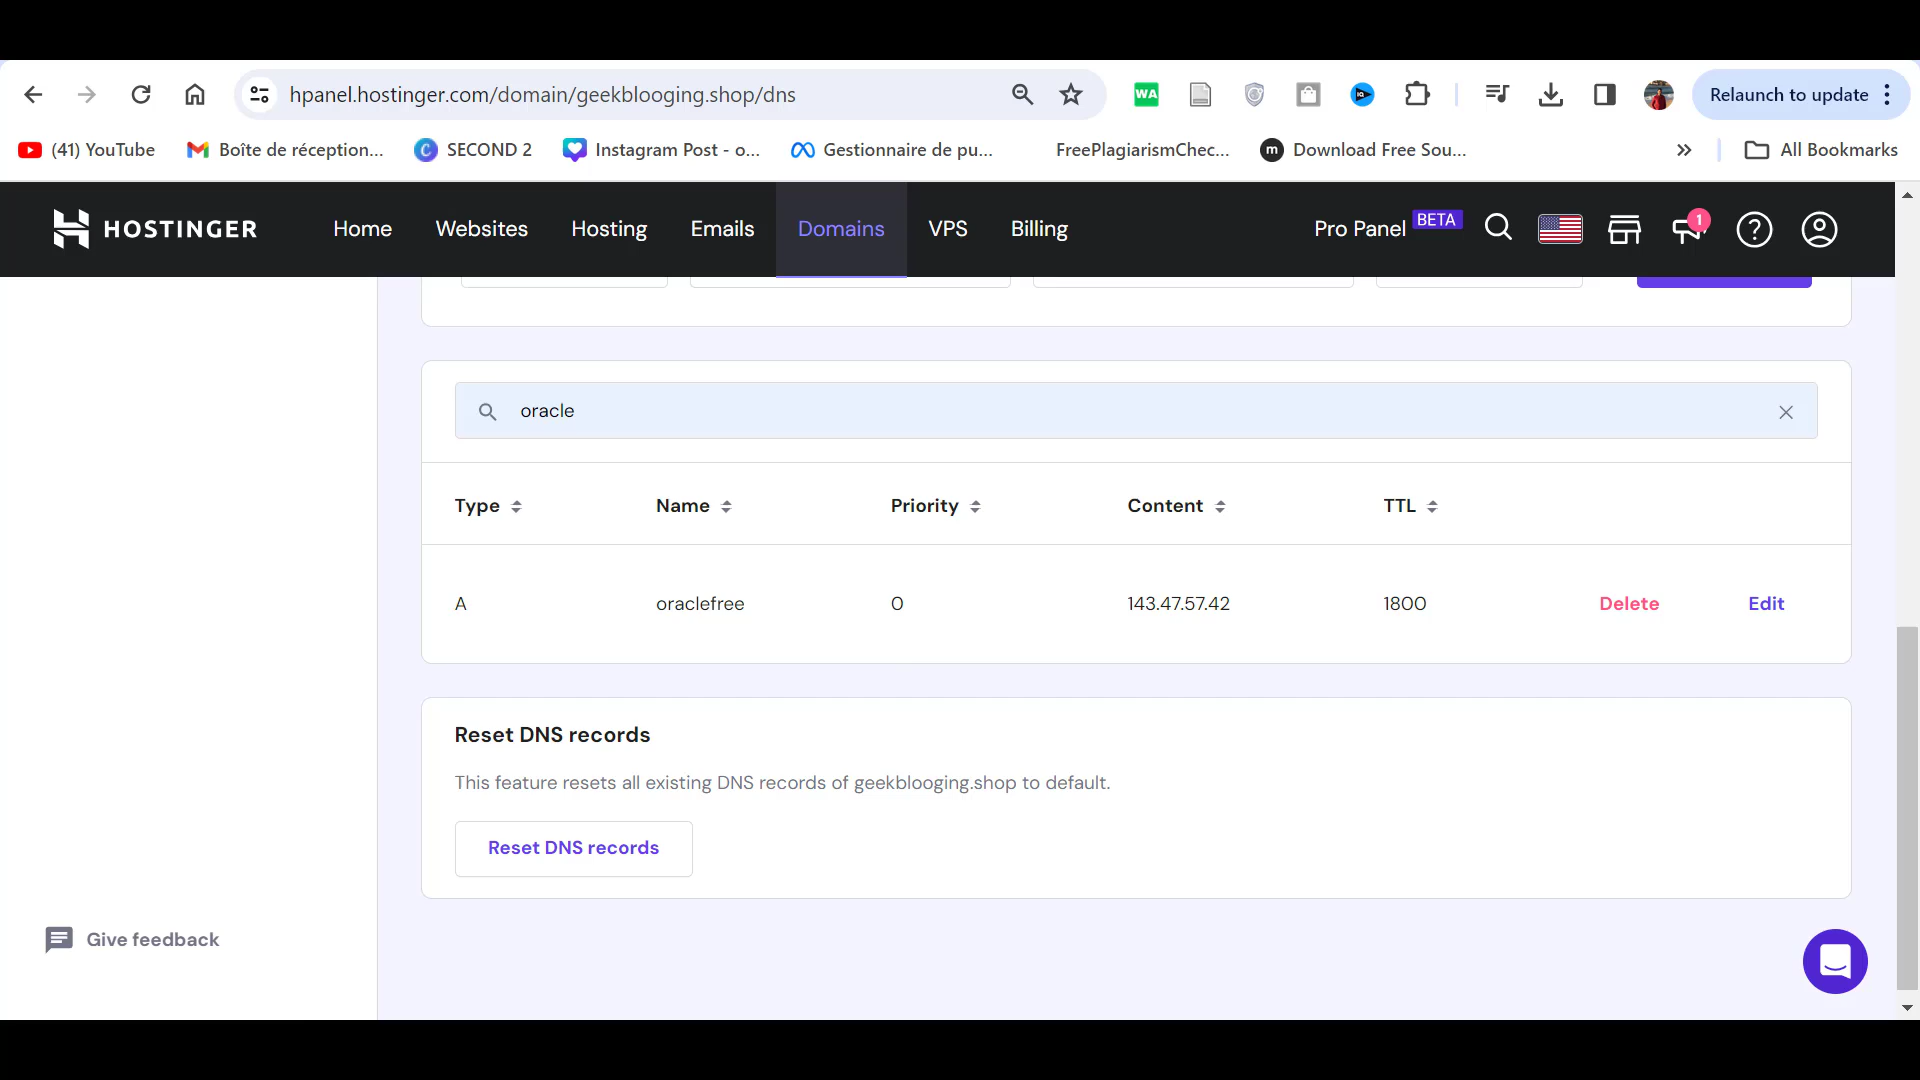 hpanel.hostinger.com/domain/geekblooging.shop/dns
WA
Relaunch to update
(41) YouTube
Boîte de réception...
C
SECOND 2
Instagram Post - o...
Gestionnaire de pu...
FreePlagiarismChec...
m
Download Free Sou...
All Bookmarks
HOSTINGER
Home
Websites
Hosting
Emails
Domains
VPS
Billing
Pro Panel BETA
1
oracle
Type
Name
Priority
Content
TTL
A
oraclefree
0
143.47.57.42
1800
Delete
Edit
Reset DNS records
This feature resets all existing DNS records of geekblooging.shop to default.
Reset DNS records
Give feedback